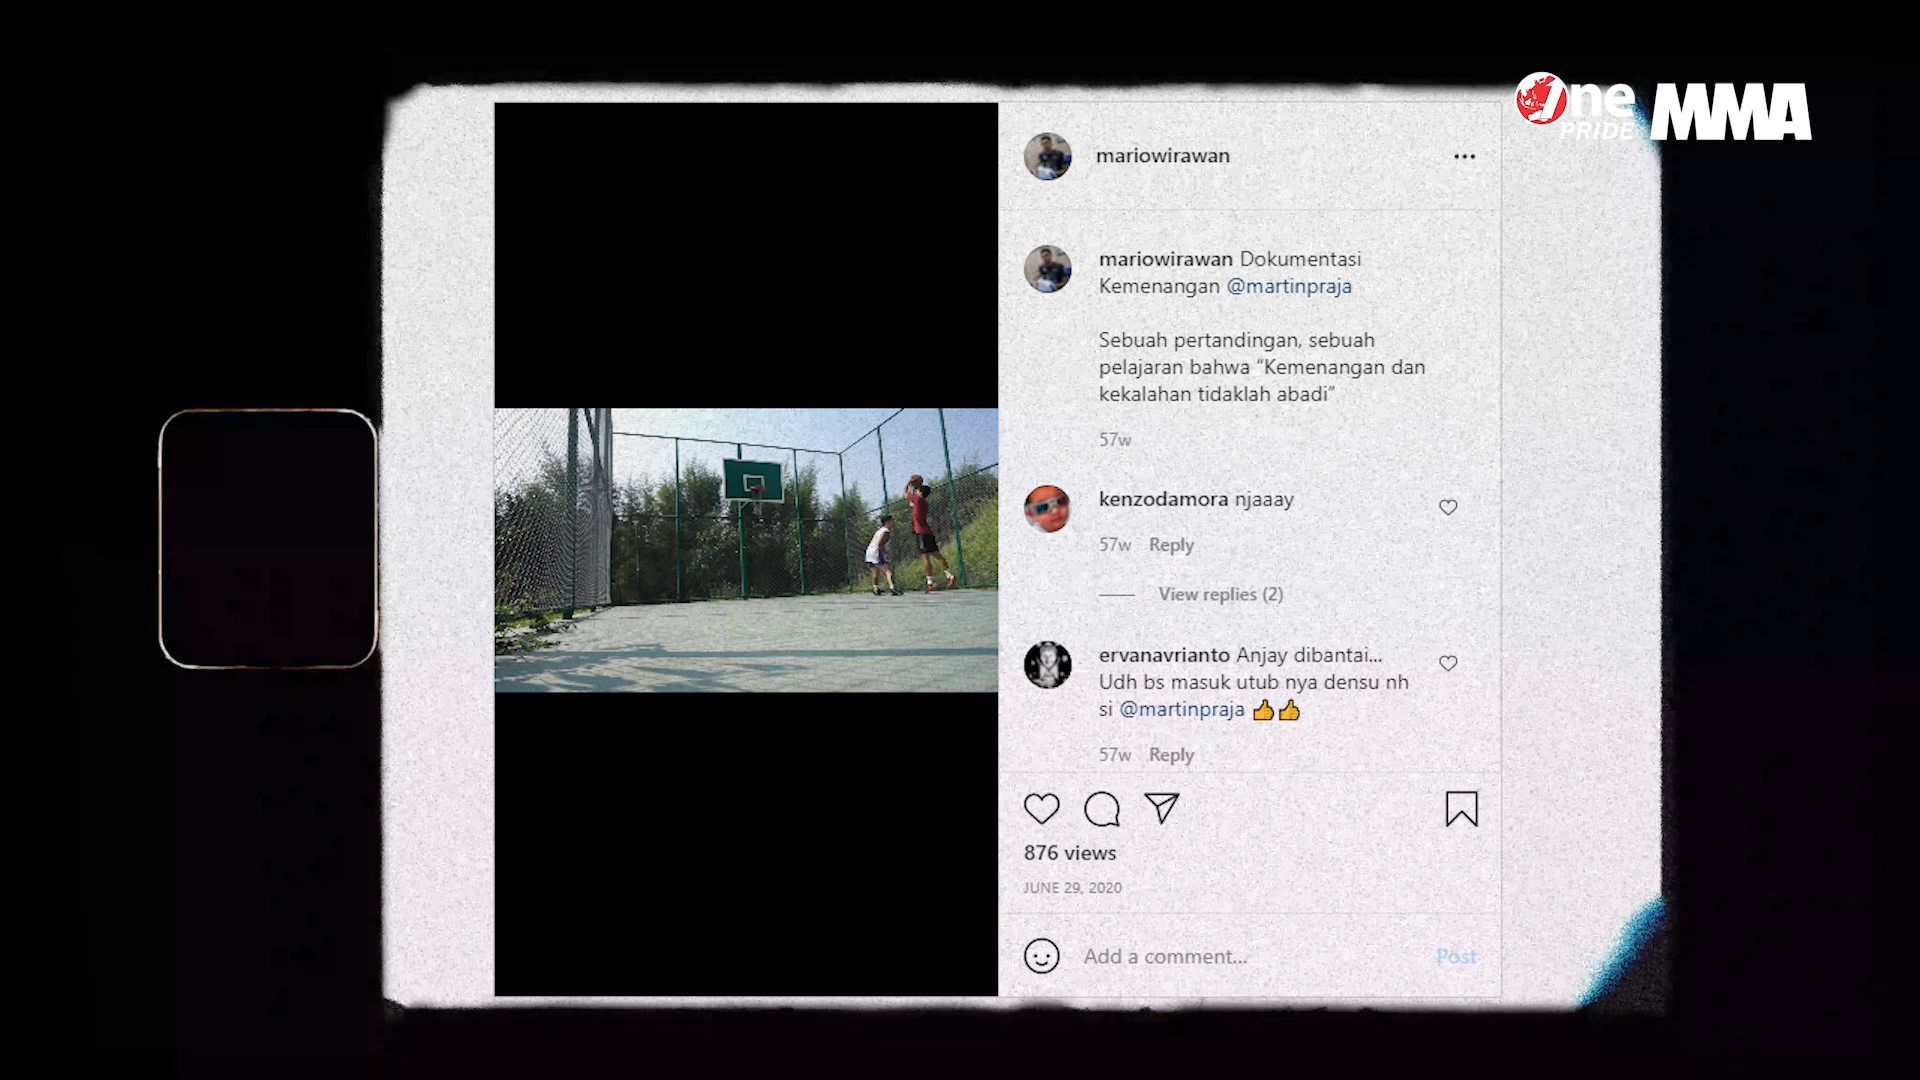 One
PRIDE
MMA
mariowirawan
mariowirawan Dokumentasi
Kemenangan @martinpraja
Sebuah pertandingan, sebuah
pelajaran bahwa “Kemenangan dan
kekalahan tidaklah abadi”
57w
kenzodamora njaaay
57w Reply
View replies (2)
ervanavrianto Anjay dibantai...
Udh bs masuk utub nya densu nh
si @martinpraja 👍👍
57w Reply
876 views
JUNE 29, 2020
Add a comment...
Post